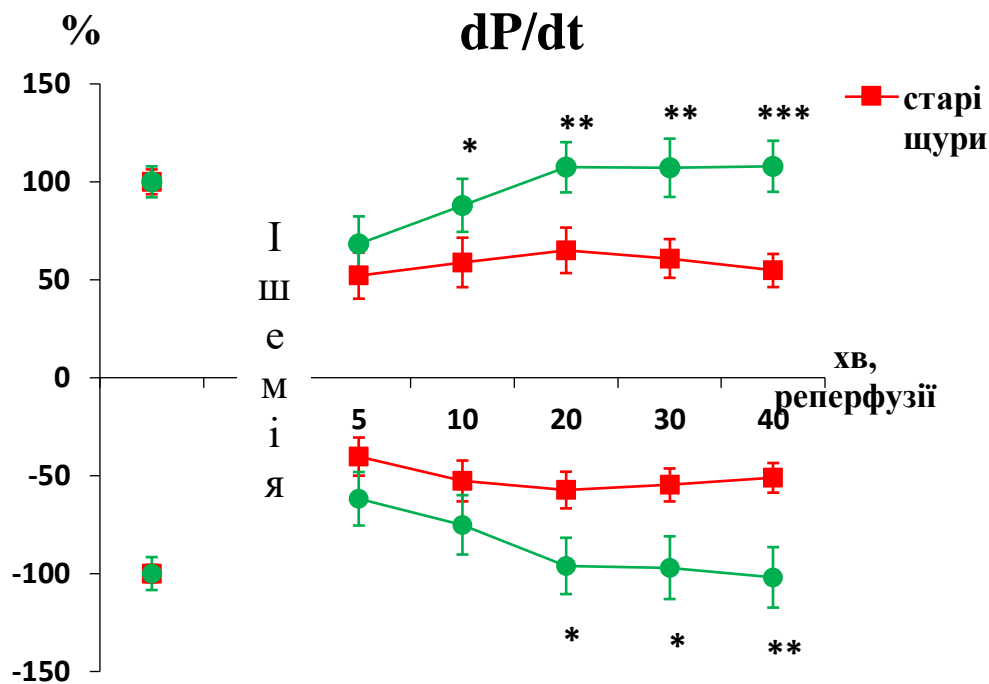 %
dP/dt
150
100
50
0
-50
-100
-150
*
**
**
***
старі
щури
І
ш
е
м
і
я
хв,
реперфузії
5
10
20
30
40
*
*
**